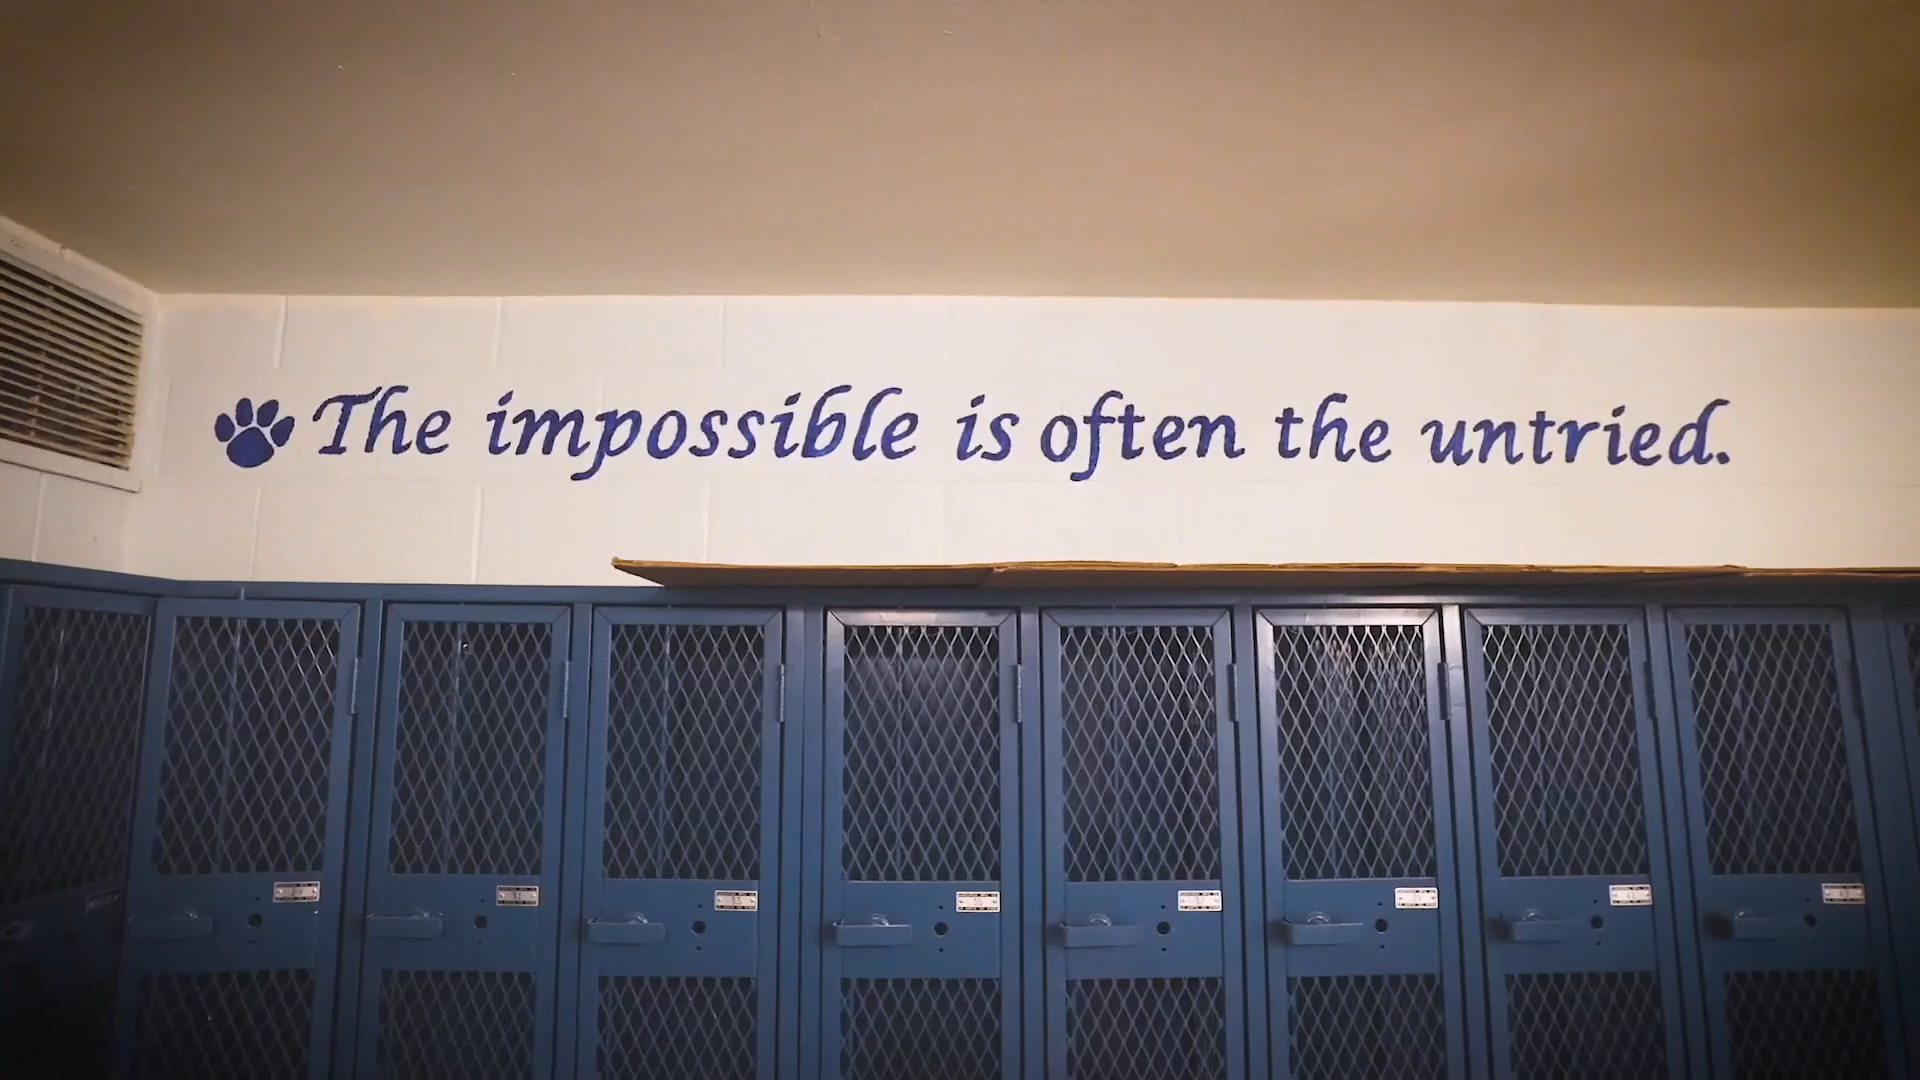 The impossible is often the untried.